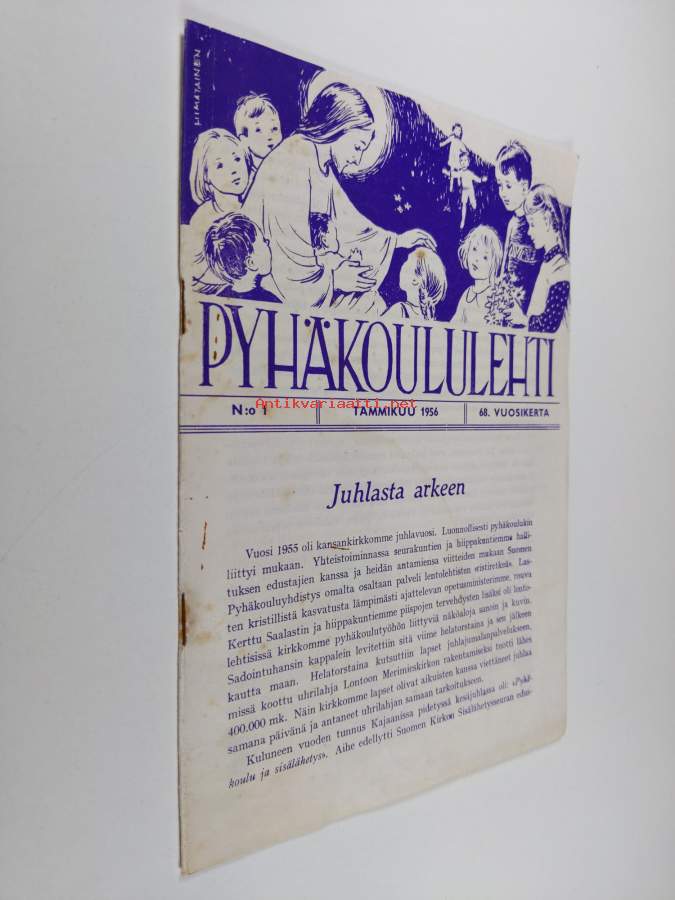 HIMATAINEN
PYHÄKOULULEHTI
N:o 1 TAMMIKUU 1956 68. VUOSIKERTA
Antikvariaatti.net
Juhlasta arkeen
Vuosi 1955 oli kansankirkkomme juhlavuosi. Luonnollisesti pyhäkoulukin
liittyi mukaan. Yhteistoiminnassa seurakuntien ja hiippakuntiemme halli-
tuksen edustajien kanssa ja heidän antamiensa viitteiden mukaan Suomen
Pyhäkouluyhdistys omalta osaltaan palveli lentolehtisten «ristiretkeä». Las-
ten kristillistä kasvatusta lämpimästi ajattelevan opetusministerimme, rouva
Kerttu Saalastin ja hiippakuntiemme piispojen tervehdysten lisäksi oli lento-
lehtisissä kirkkomme pyhäkoulutyöhön liittyviä näköaloja sanoin ja kuvin.
Sadointuhansin kappalein levitettiin sitä viime helatorstaina ja sen jälkeen
kautta maan. Helatorstaina kutsuttiin lapset juhlajumalanpalvelukseen,
missä koottu uhrilahja Lontoon Merimieskirkon rakentamiseksi tuotti lähes
400.000 mk. Näin kirkkomme lapset olivat aikuisten kanssa viettäneet juhlaa
samana päivänä ja antaneet uhrilahjan samaan tarkoitukseen.
Kuluneen vuoden tunnus Kajaanissa pidetyssä kesäjuhlassa oli: »Pyhä-
koulu ja sisälähetys». Aihe edellytti Suomen Kirkon Sisälähetysseuran edus-